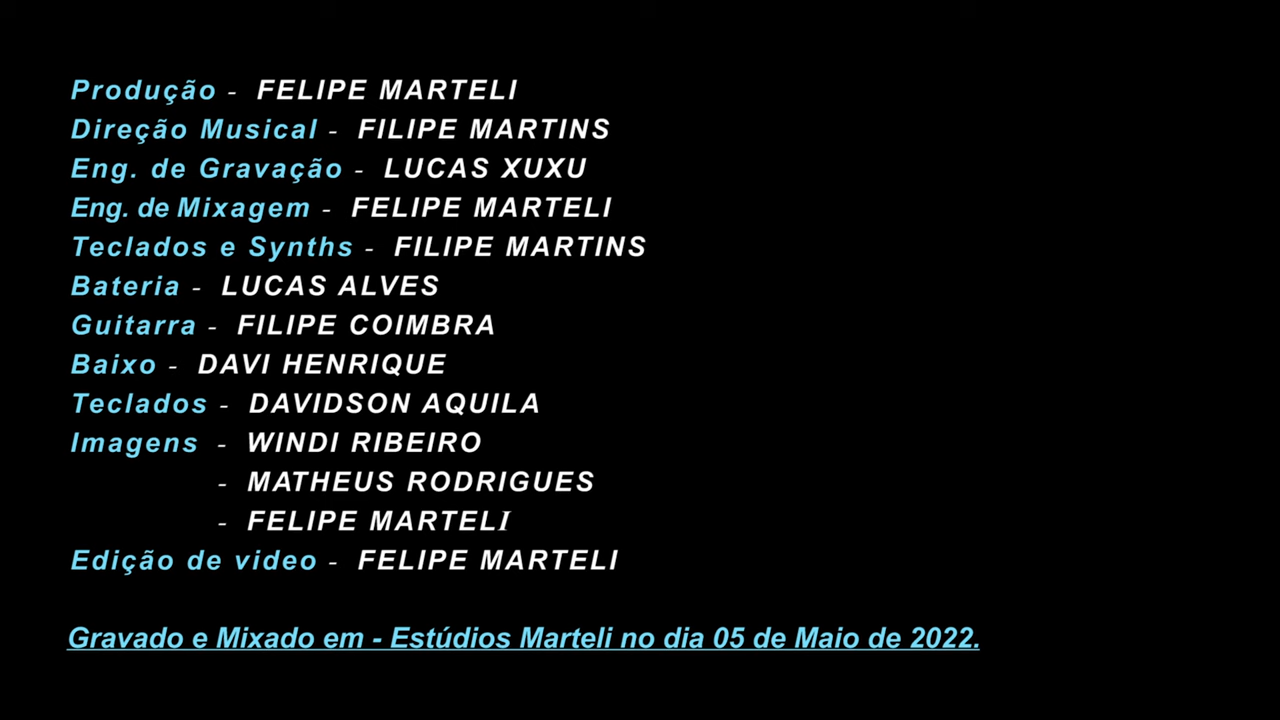 Produção - FELIPE MARTELI
Direção Musical - FILIPE MARTINS
Eng. de Gravação - LUCAS XUXU
Eng. de Mixagem - FELIPE MARTELI
Teclados e Synths - FILIPE MARTINS
Bateria - LUCAS ALVES
Guitarra - FILIPE COIMBRA
Baixo - DAVI HENRIQUE
Teclados - DAVIDSON AQUILA
Imagens - WINDI RIBEIRO
- MATHEUS RODRIGUES
- FELIPE MARTELI
Edição de video - FELIPE MARTELI
Gravado e Mixado em - Estúdios Marteli no dia 05 de Maio de 2022.